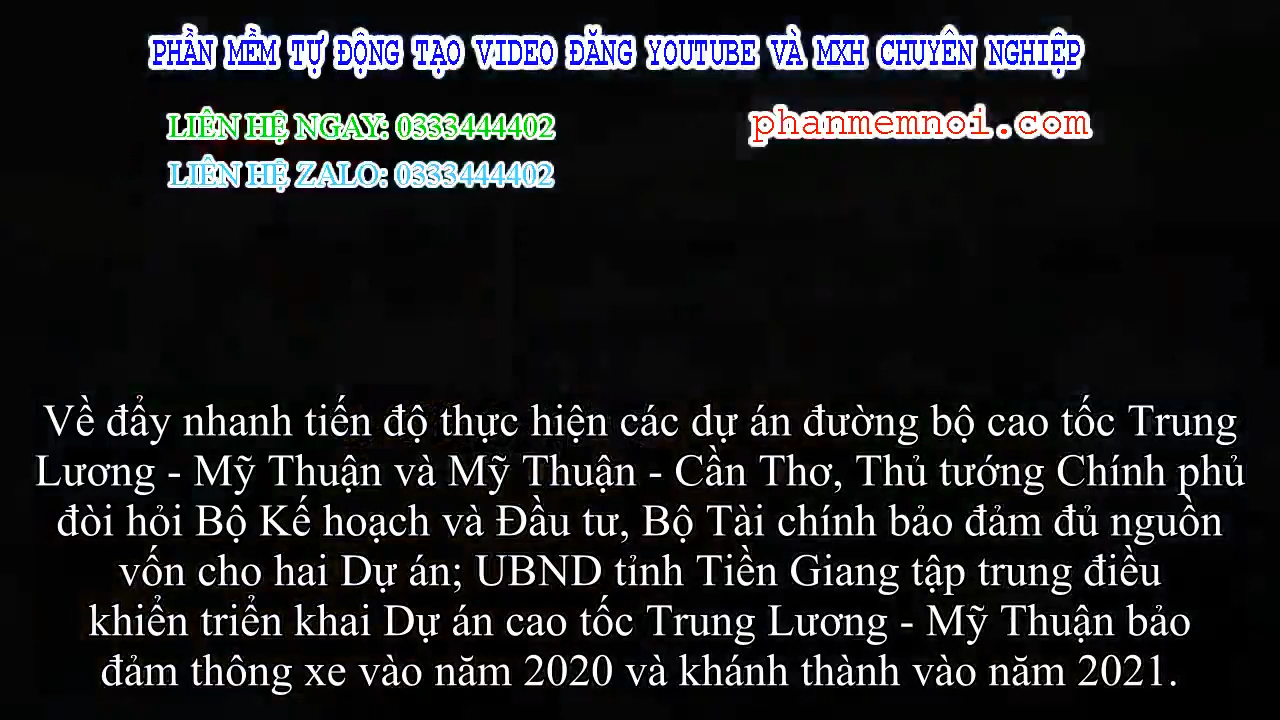 PHẦN MỀM TỰ ĐỘNG TẠO VIDEO ĐĂNG YOUTUBE VÀ MXH CHUYÊN NGHIỆP
LIÊN HỆ NGAY: 0333444402
phanmemnoi.com
LIÊN HỆ ZALO: 0333444402
Về đẩy nhanh tiến độ thực hiện các dự án đường bộ cao tốc Trung
Lương - Mỹ Thuận và Mỹ Thuận - Cần Thơ, Thủ tướng Chính phủ
đòi hỏi Bộ Kế hoạch và Đầu tư, Bộ Tài chính bảo đảm đủ nguồn
vốn cho hai Dự án; UBND tỉnh Tiền Giang tập trung điều
khiển triển khai Dự án cao tốc Trung Lương - Mỹ Thuận bảo
đảm thông xe vào năm 2020 và khánh thành vào năm 2021.